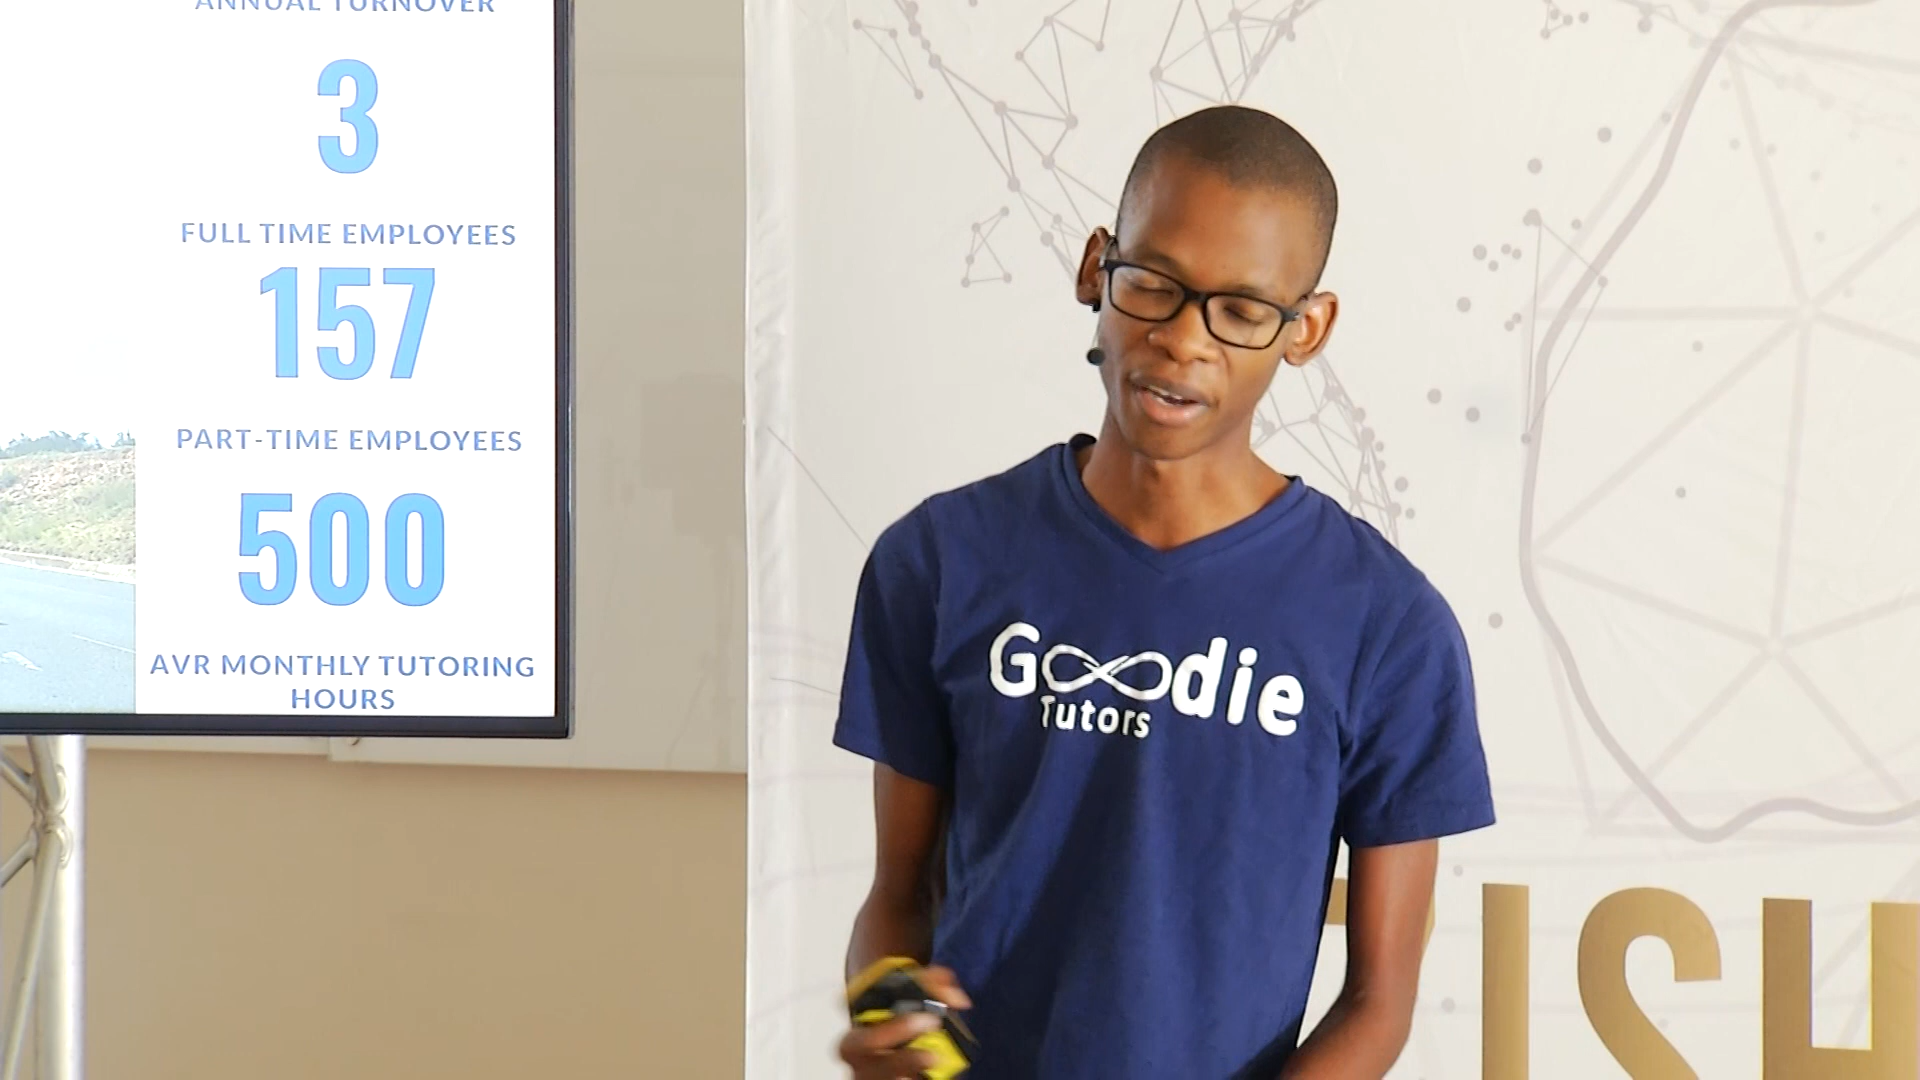 ANNUAL TURNOVER
3
FULL TIME EMPLOYEES
157
PART-TIME EMPLOYEES
500
AVR MONTHLY TUTORING
HOURS
Goodie
Tutors